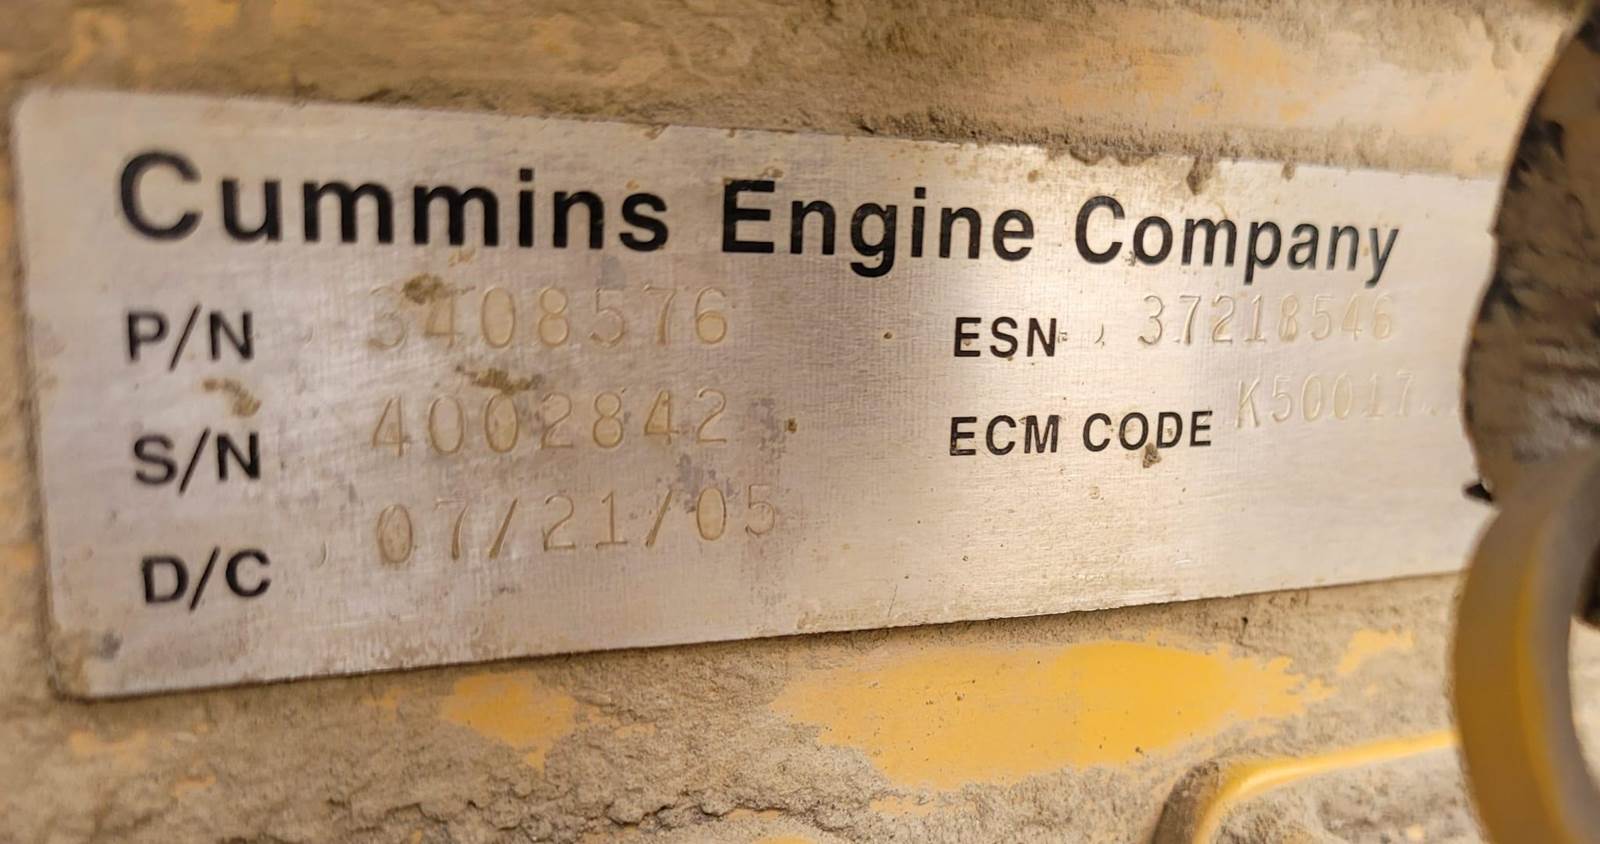 Cummins Engine Company
P/N 3408576 ESN 37218546
S/N 4002842 ECM CODE K50017..
D/C 07/21/05